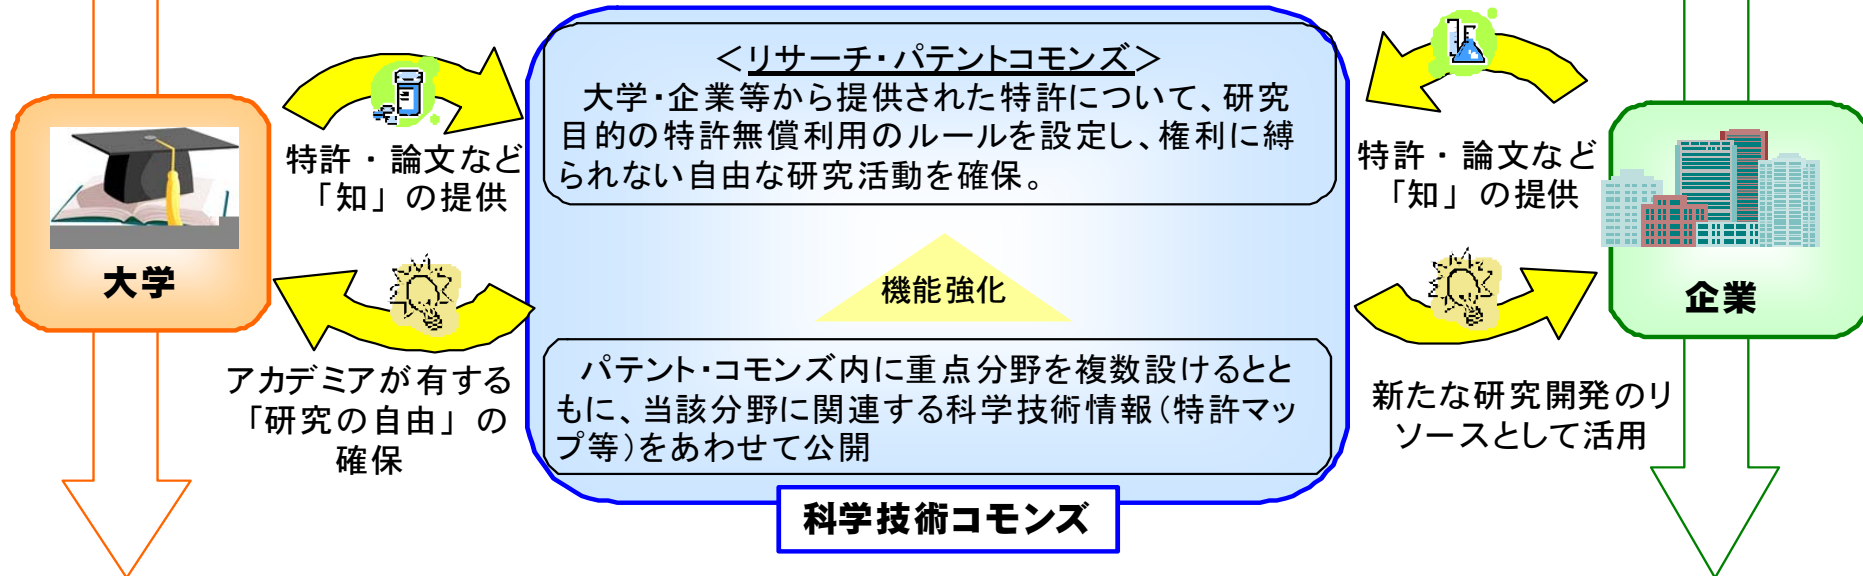 <リサーチ・パテントコモンズ>
大学・企業等から提供された特許について、研究
目的の特許無償利用のルールを設定し、権利に縛
られない自由な研究活動を確保。
特許・論文など
「知」の提供
特許・論文など
「知」の提供
大学
機能強化
企業
アカデミアが有する
「研究の自由」の
確保
パテント・コモンズ内に重点分野を複数設けるとと
もに、当該分野に関連する科学技術情報(特許マッ
プ等)をあわせて公開
新たな研究開発のリ
ソースとして活用
科学技術コモンズ